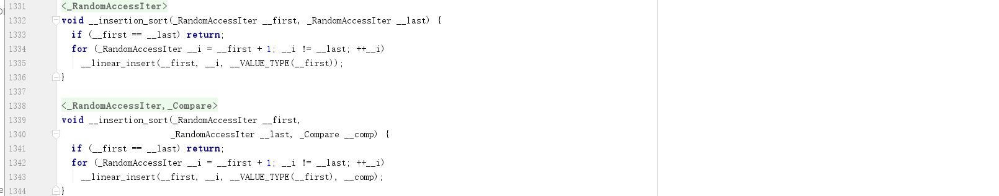 1331 <_RandomAccessIter>
1332 void __insertion_sort(_RandomAccessIter __first, _RandomAccessIter __last) {
1333 if (__first == __last) return;
1334 for (_RandomAccessIter __i = __first + 1; __i != __last; ++__i)
1335 __linear_insert(__first, __i, __VALUE_TYPE(__first));
1336 }
1337
1338 <_RandomAccessIter,_Compare>
1339 void __insertion_sort(_RandomAccessIter __first,
1340 _RandomAccessIter __last, _Compare __comp) {
1341 if (__first == __last) return;
1342 for (_RandomAccessIter __i = __first + 1; __i != __last; ++__i)
1343 __linear_insert(__first, __i, __VALUE_TYPE(__first), __comp);
1344 }